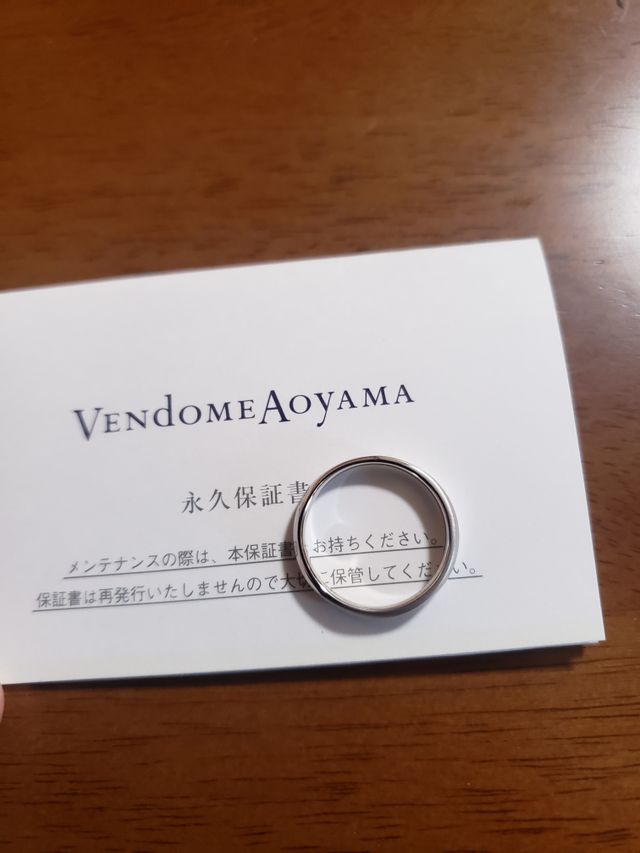 VENDOME AOYAMA
永久保証書
メンテナンスの際は、本保証書 お持ちください。
保証書は再発行いたしませんので大切に保管してください。